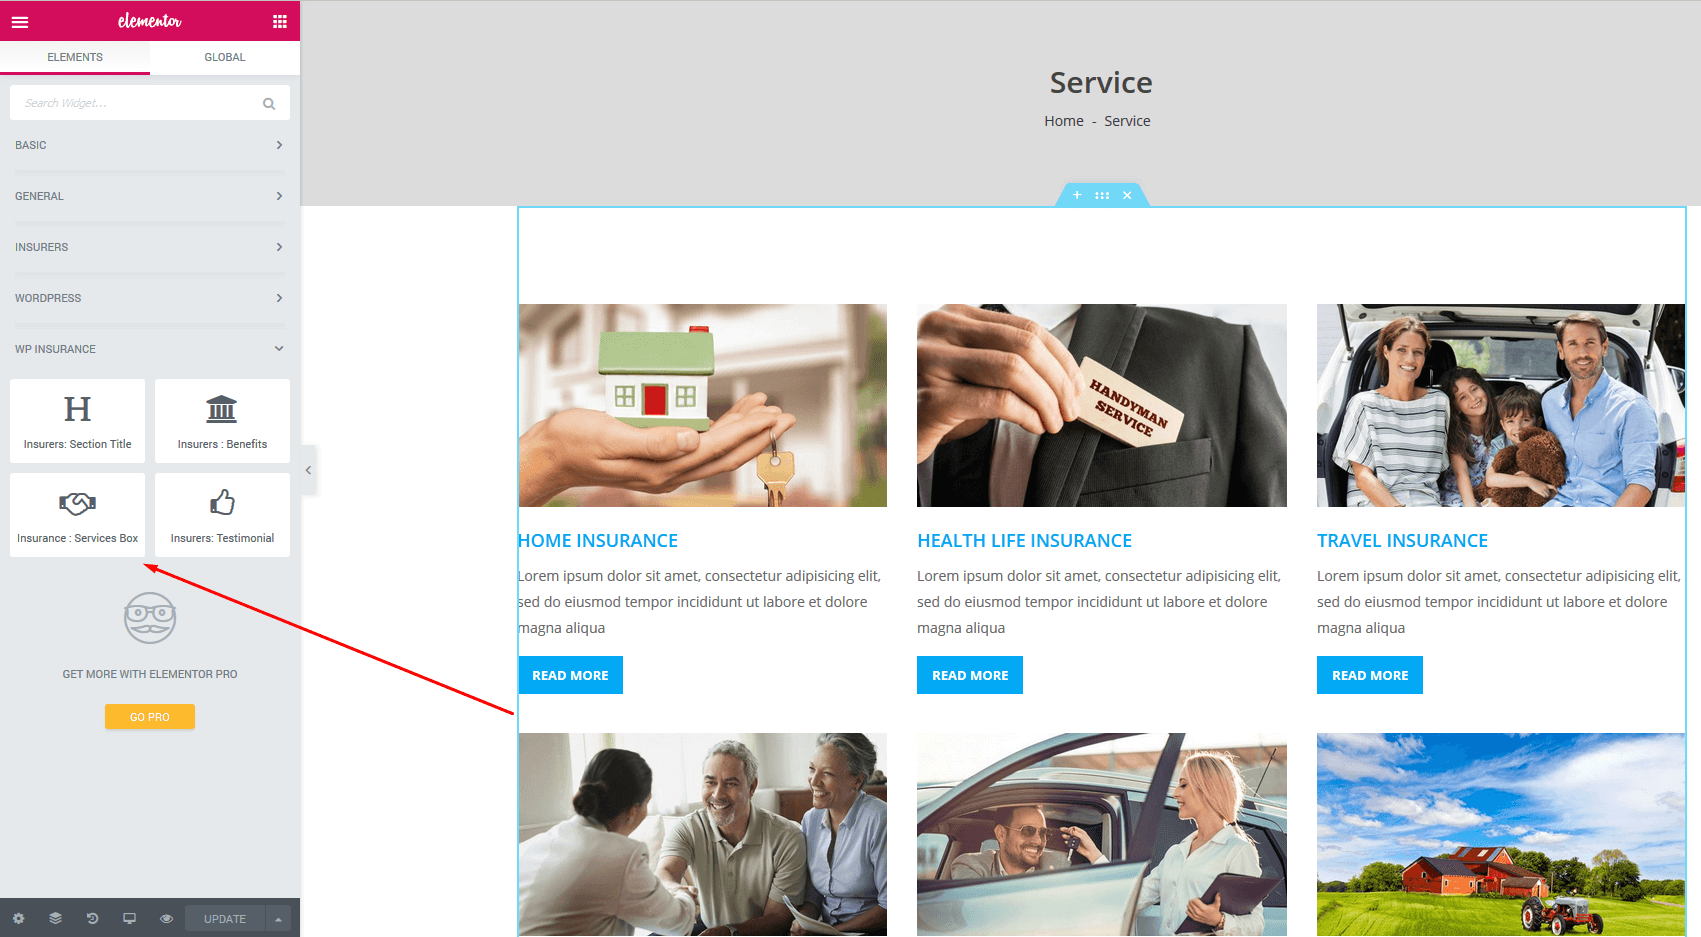 elementor
ELEMENTS
GLOBAL
Search Widget...
BASIC
GENERAL
INSURERS
WORDPRESS
WP INSURANCE
H
Insurers: Section Title
Insurers : Benefits
Insurance : Services Box
Insurers: Testimonial
GET MORE WITH ELEMENTOR PRO
GO PRO
UPDATE
Service
Home - Service
HANDYMAN
SERVICE
HOME INSURANCE
Lorem ipsum dolor sit amet, consectetur adipisicing elit,
sed do eiusmod tempor incididunt ut labore et dolore
magna aliqua
READ MORE
HEALTH LIFE INSURANCE
Lorem ipsum dolor sit amet, consectetur adipisicing elit,
sed do eiusmod tempor incididunt ut labore et dolore
magna aliqua
READ MORE
TRAVEL INSURANCE
Lorem ipsum dolor sit amet, consectetur adipisicing elit,
sed do eiusmod tempor incididunt ut labore et dolore
magna aliqua
READ MORE